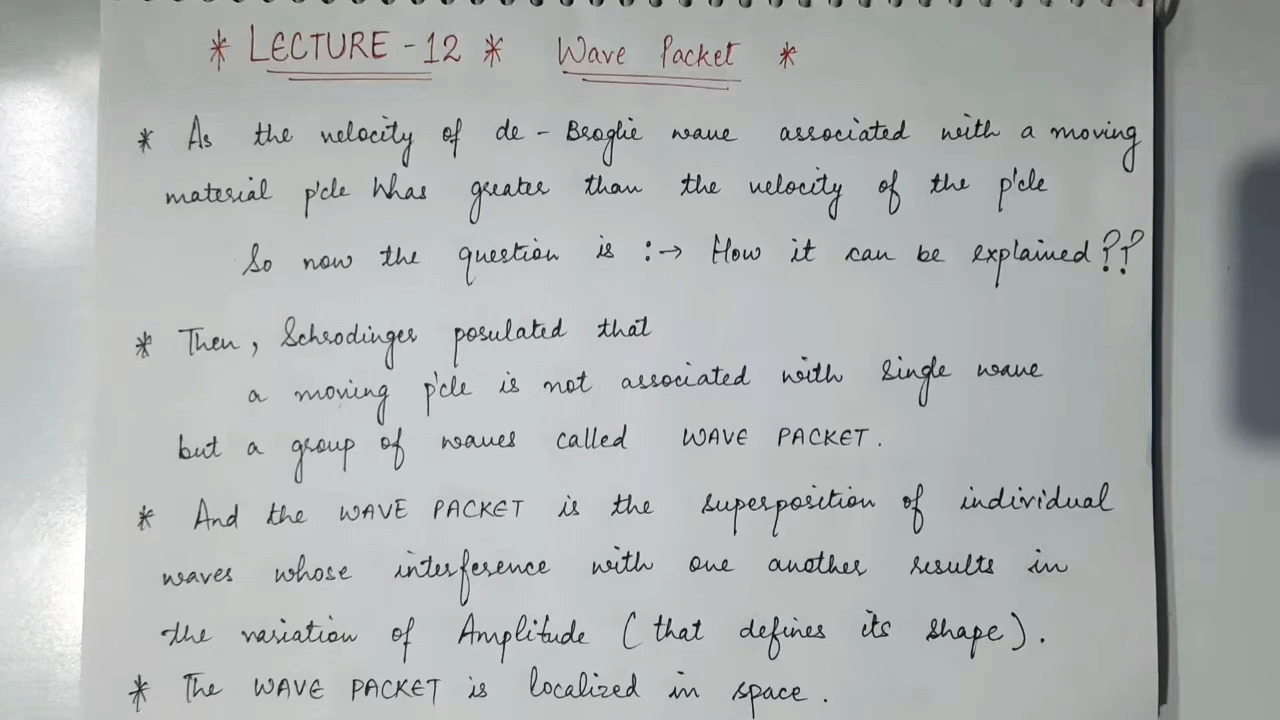 * LECTURE - 12 * Wave Packet *
* As the velocity of de - Broglie wave associated with a moving
material p'cle was greater than the velocity of the p'cle
So now the question is :→ How it can be explained ??
* Then, Schrodinger posulated that
a moving p'cle is not associated with single wave
but a group of waves called WAVE PACKET.
* And the WAVE PACKET is the superposition of individual
waves whose interference with one another results in
the variation of Amplitude (that defines its shape).
* The WAVE PACKET is localized in space.